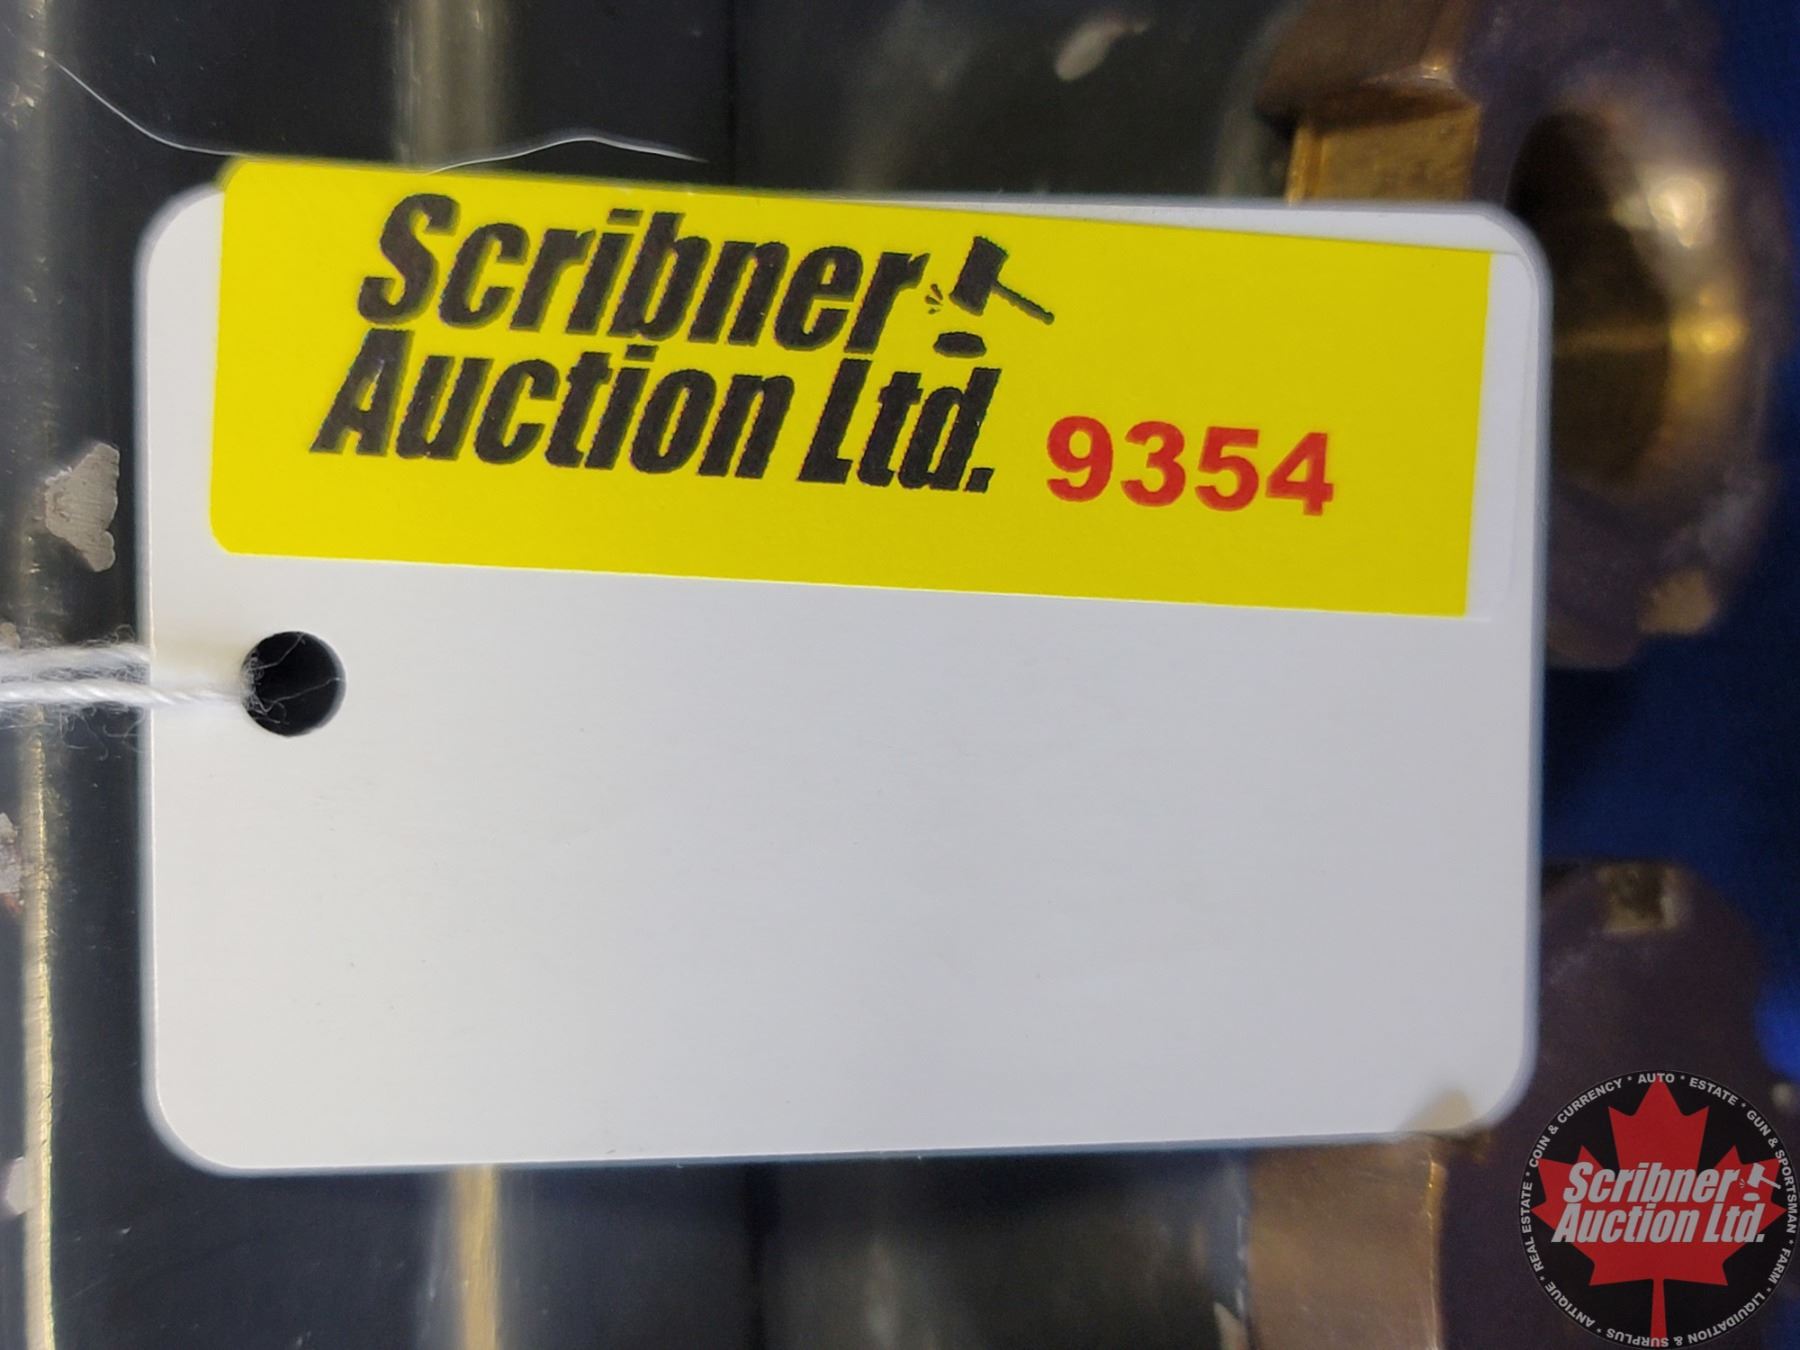 Scribner
Auction Ltd. 9354
COIN & CURRENCY * AUTO * ESTATE * GUN & SPORTSMAN * FARM * LIQUIDATION & SURPLUS * ANTIQUE * REAL ESTATE *
Scribner
Auction Ltd.